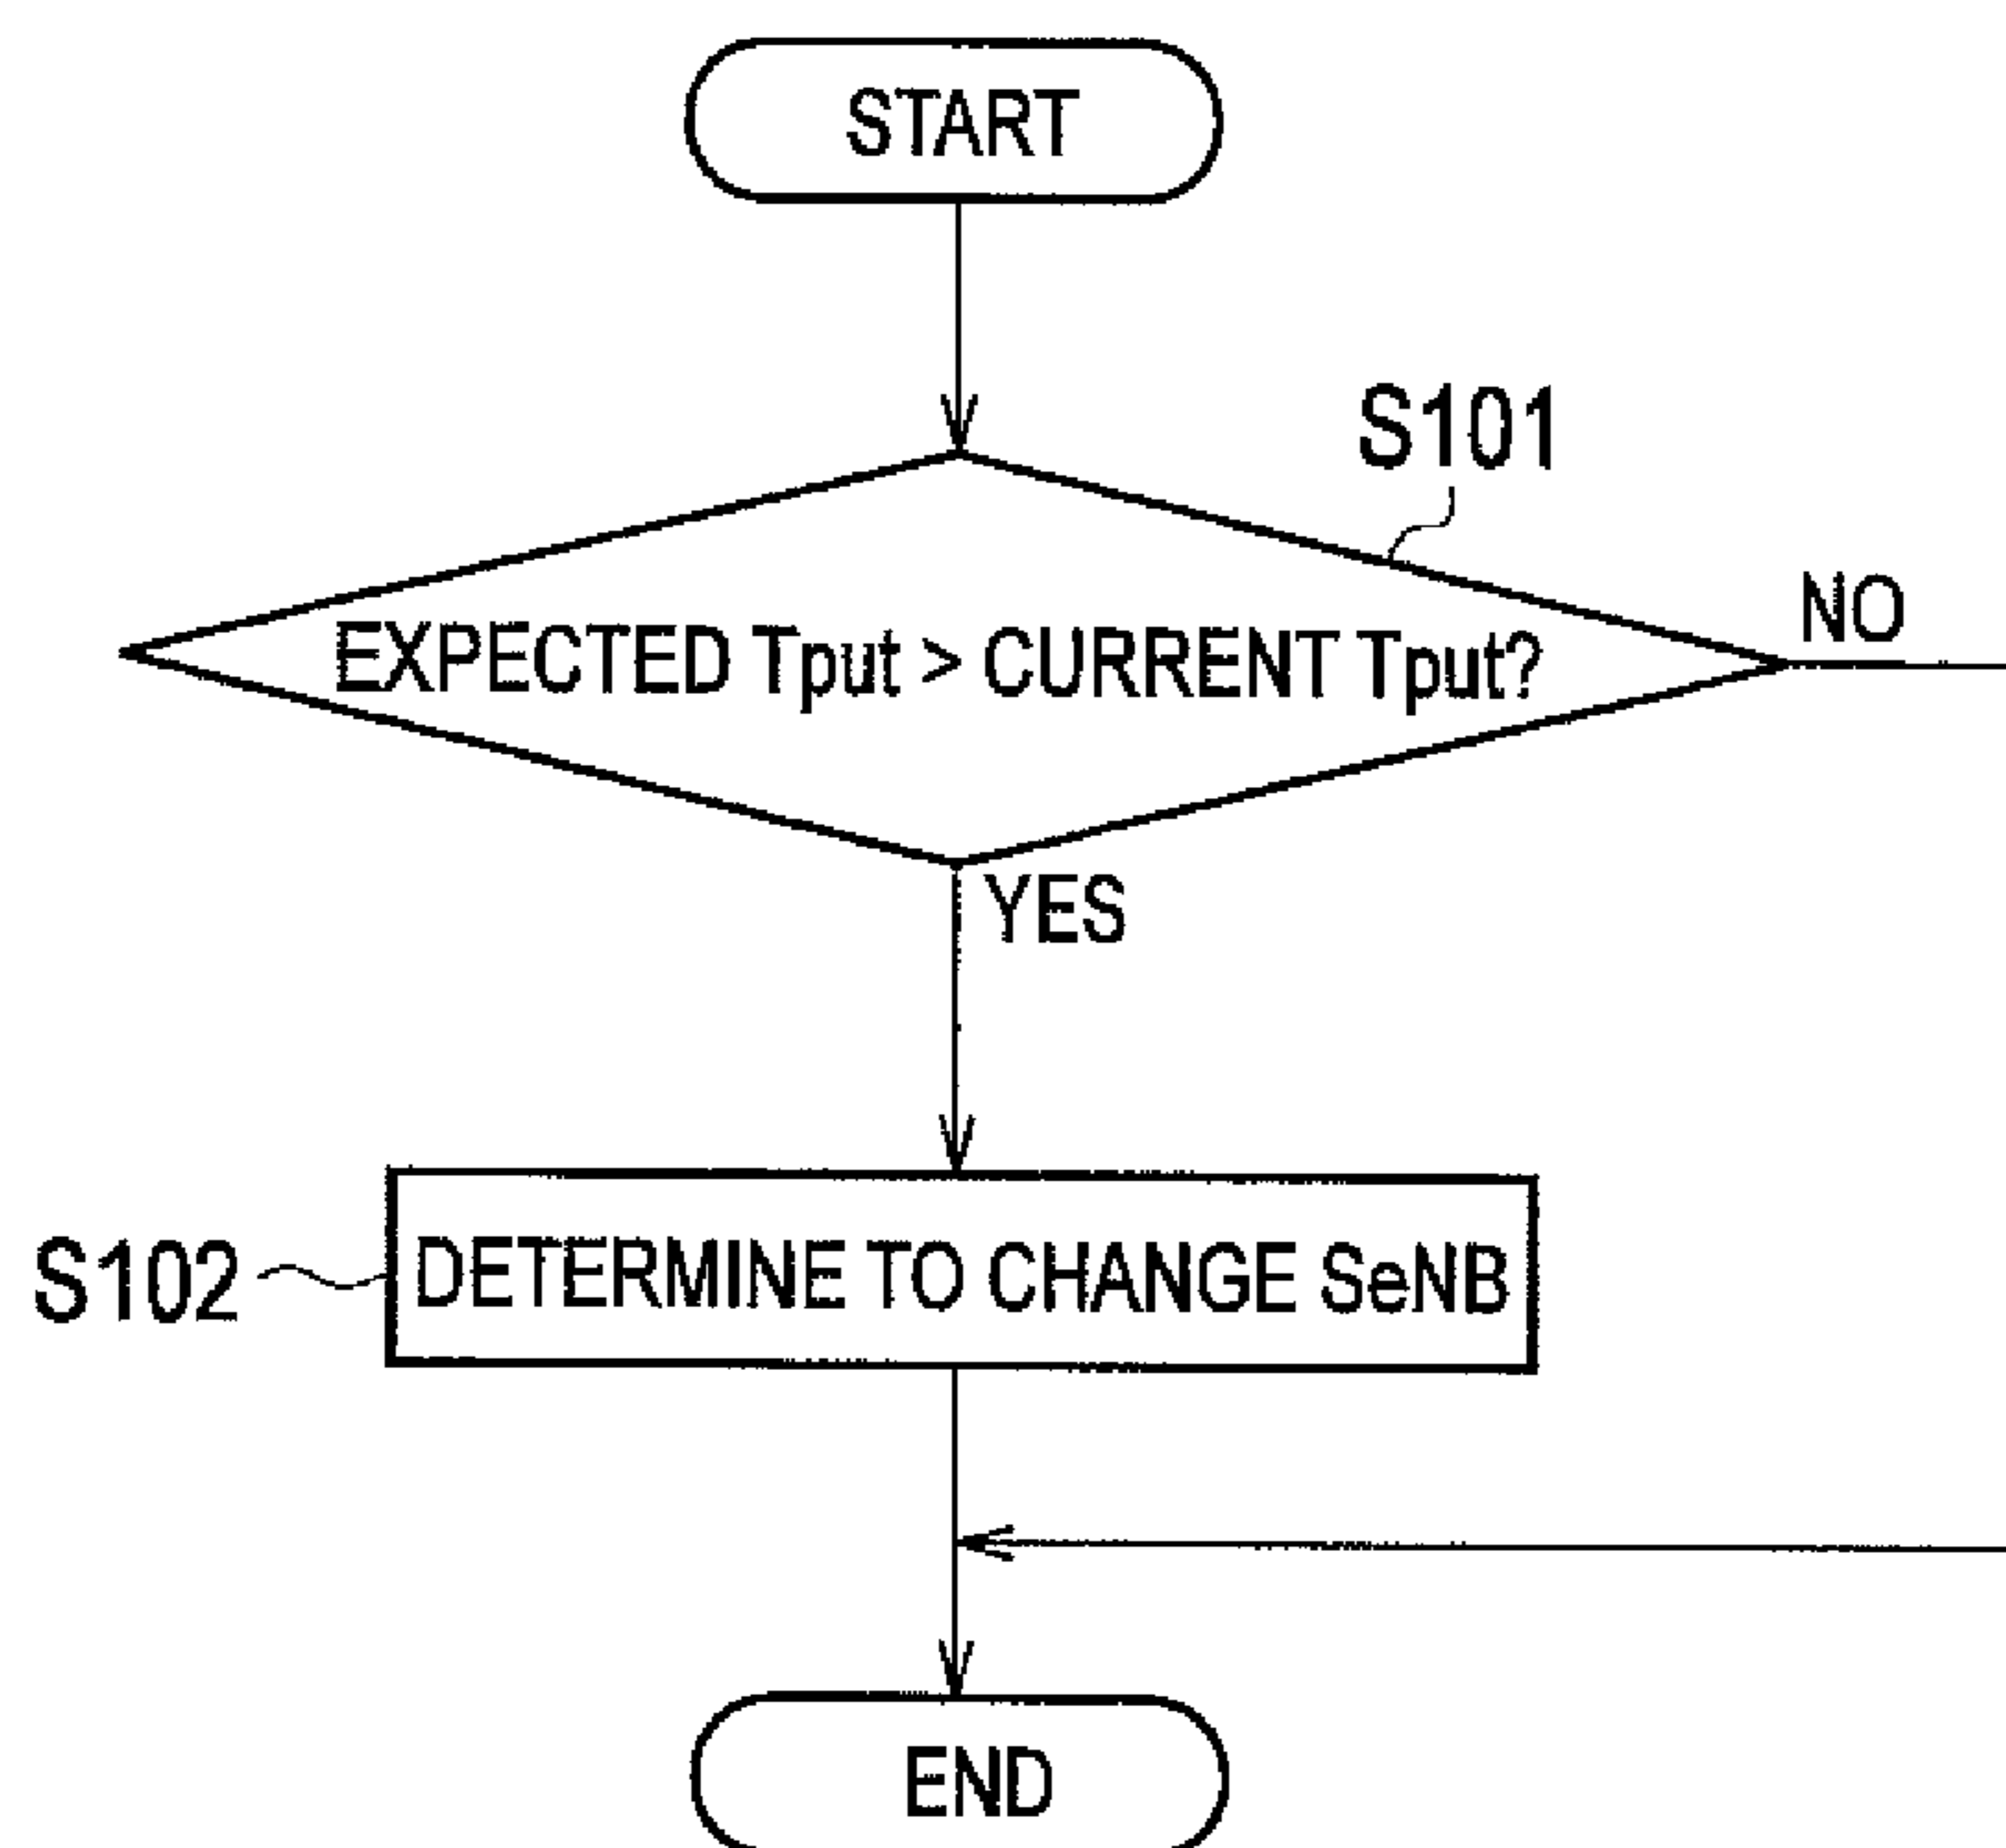 START
S101
EXPECTED Tput > CURRENT Tput?
NO
YES
S102
DETERMINE TO CHANGE SeNB
END